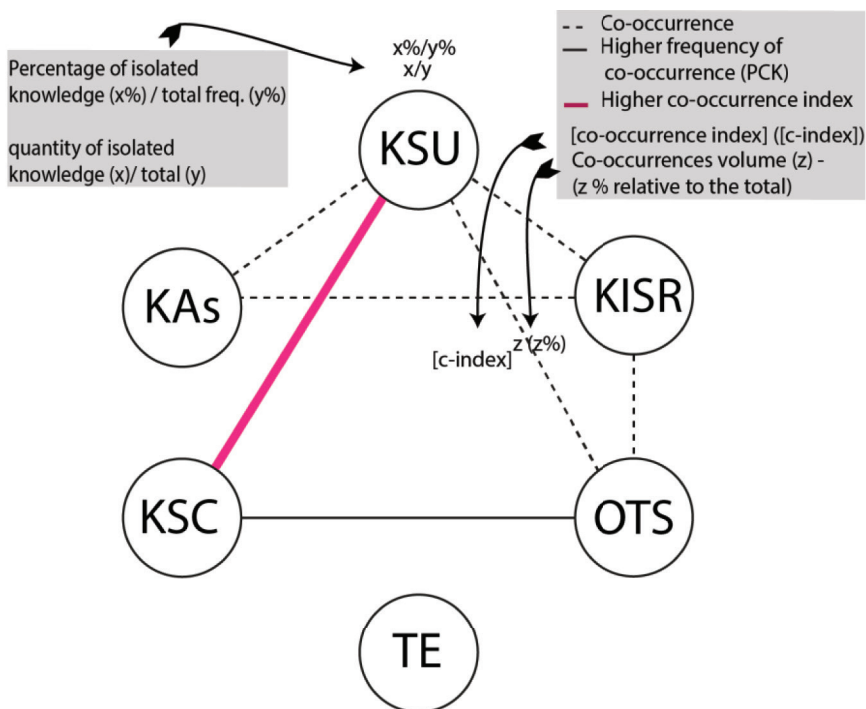 Percentage of isolated
knowledge (x%) / total freq. (y%)
quantity of isolated
knowledge (x)/ total (y)
x%/y%
x/y
Co-occurrence
Higher frequency of
co-occurrence (PCK)
Higher co-occurrence index
[co-occurrence index] ([c-index])
Co-occurrences volume (z) -
(z % relative to the total)
KSU
KAs
KISR
[c-index] z (z%)
KSC
OTS
TE